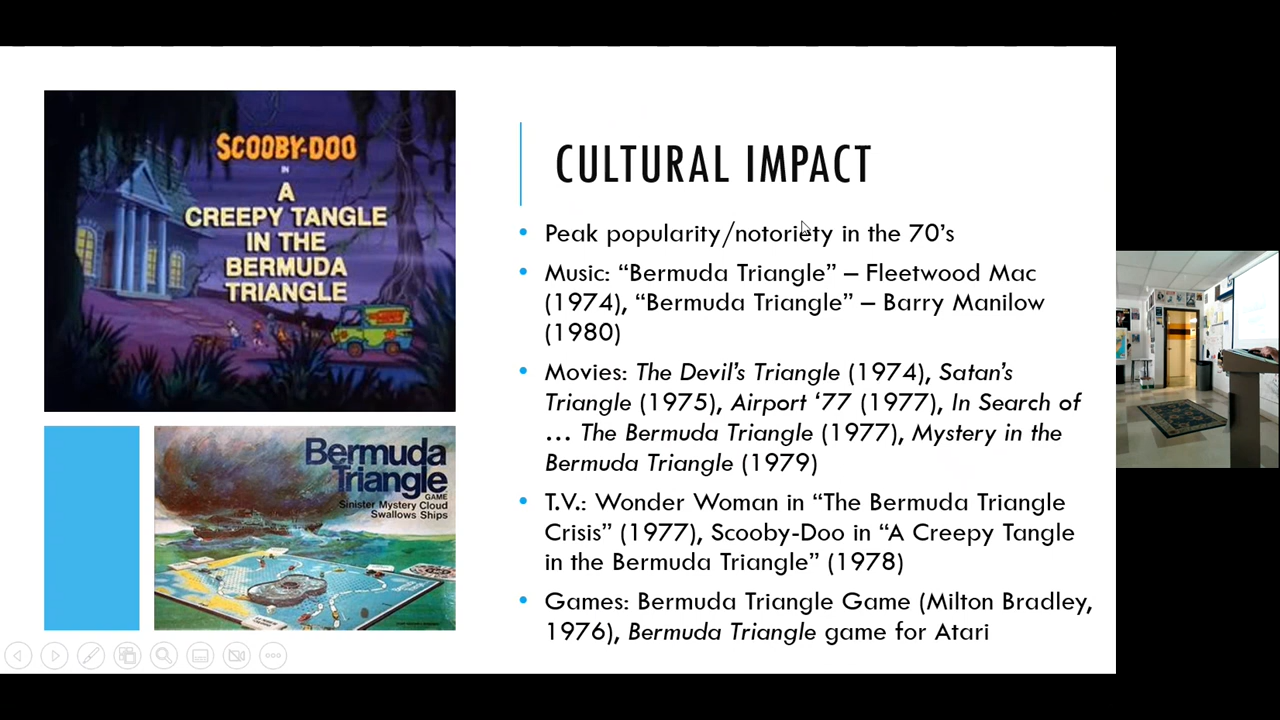 SCOOBY-DOO
IN
A
CREEPY TANGLE
IN THE
BERMUDA
TRIANGLE
Bermuda
Triangle
GAME
Sinister Mystery Cloud
Swallows Ships
CULTURAL IMPACT
• Peak popularity/notoriety in the 70’s
• Music: “Bermuda Triangle” – Fleetwood Mac
(1974), “Bermuda Triangle” – Barry Manilow
(1980)
• Movies: The Devil’s Triangle (1974), Satan’s
Triangle (1975), Airport ‘77 (1977), In Search of
… The Bermuda Triangle (1977), Mystery in the
Bermuda Triangle (1979)
• T.V.: Wonder Woman in “The Bermuda Triangle
Crisis” (1977), Scooby-Doo in “A Creepy Tangle
in the Bermuda Triangle” (1978)
• Games: Bermuda Triangle Game (Milton Bradley,
1976), Bermuda Triangle game for Atari